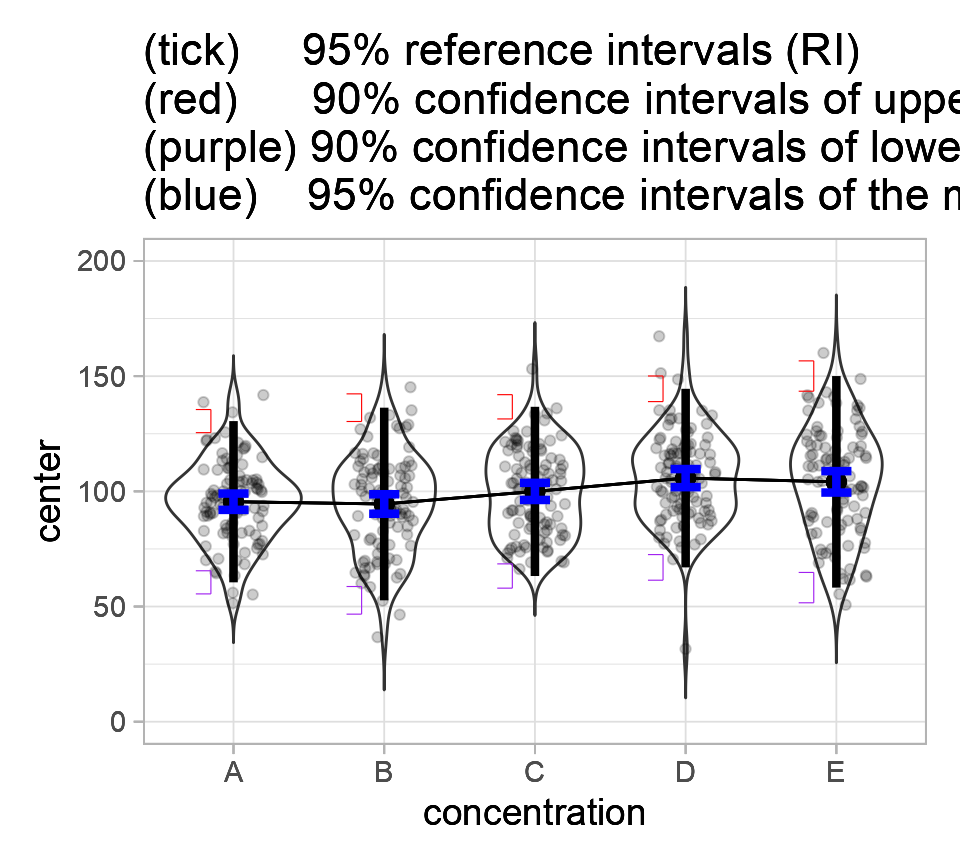 (tick) 95% reference intervals (RI)
(red) 90% confidence intervals of uppe
(purple) 90% confidence intervals of lowe
(blue) 95% confidence intervals of the
200
150
100
50
0
center
A B C D E
concentration